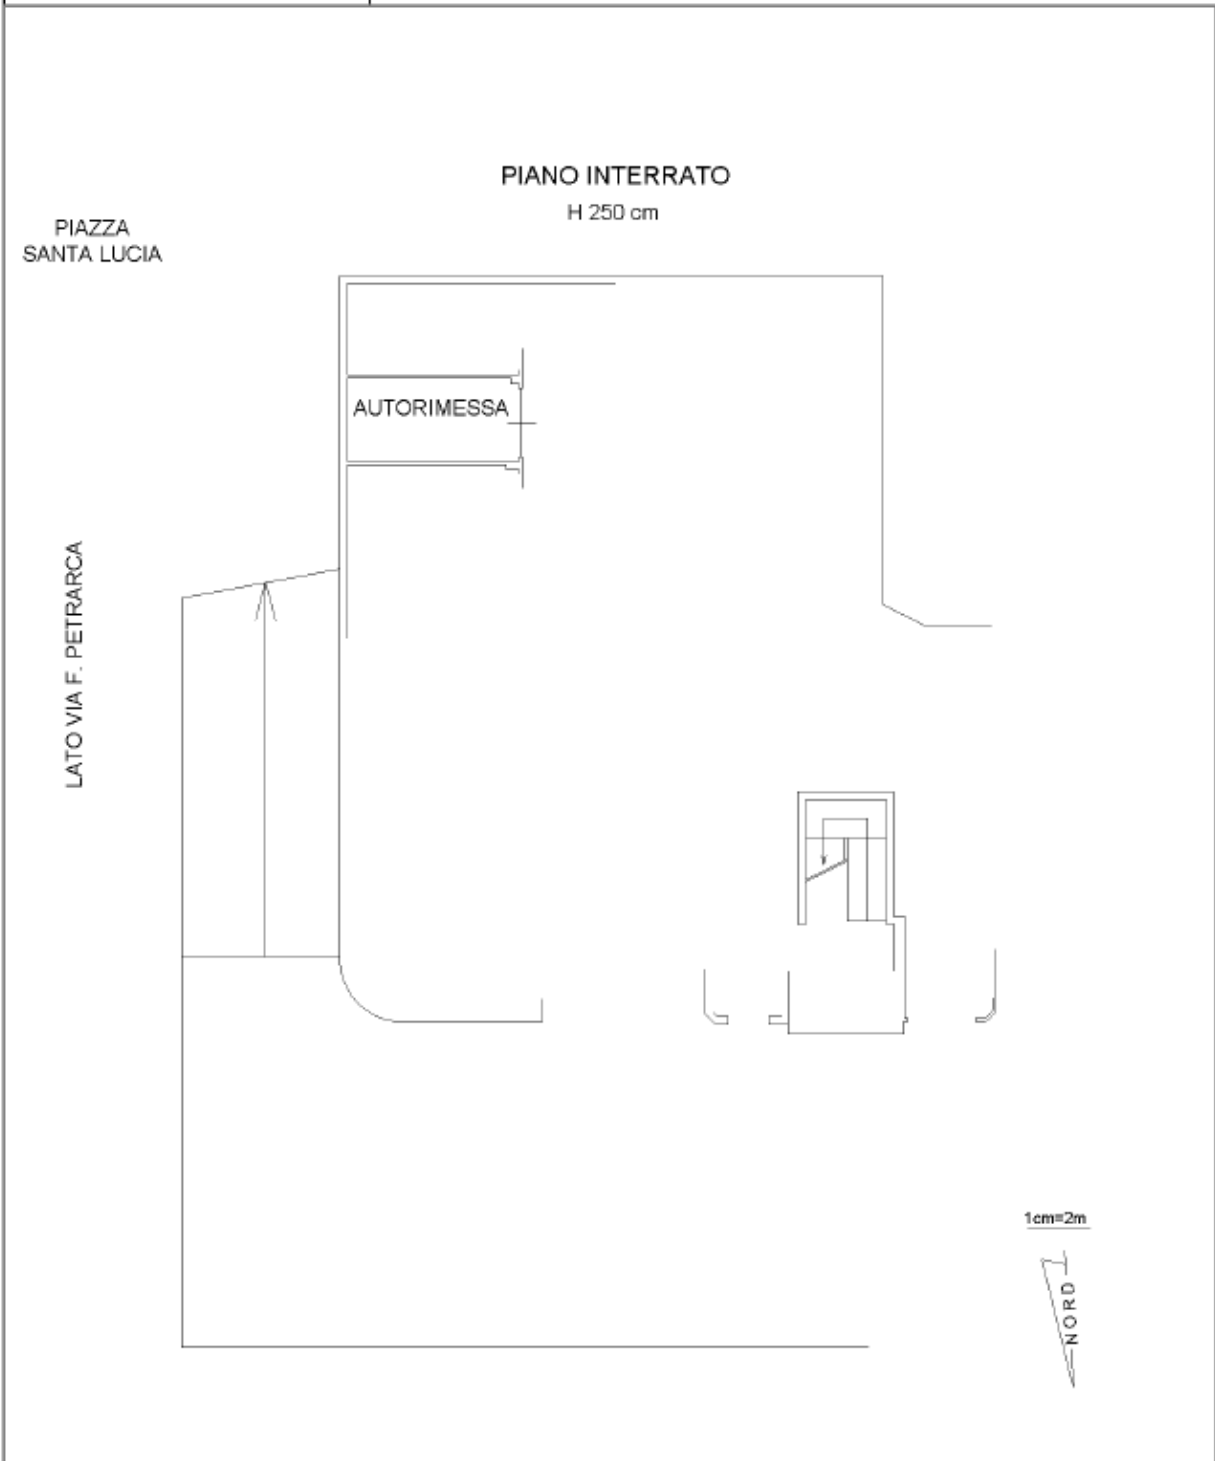 PIANO INTERRATO
H 250 cm
PIAZZA
SANTA LUCIA
AUTORIMESSA
LATO VIA F. PETRARCA
1cm=2m
NORD